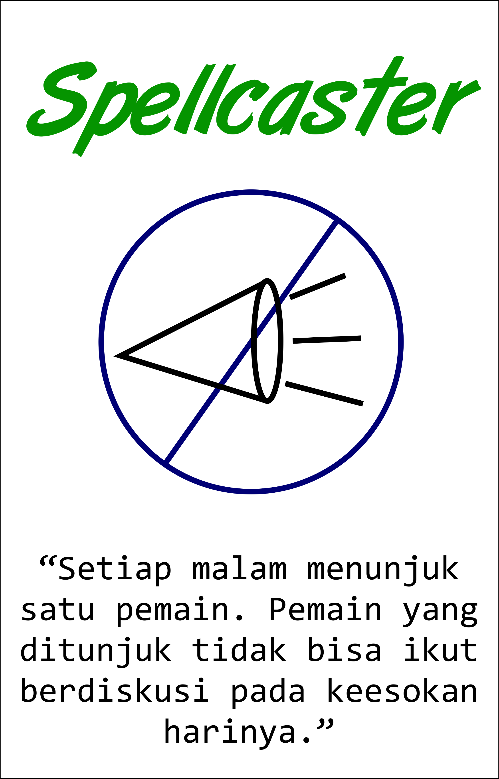 Spellcaster
“Setiap malam menunjuk
satu pemain. Pemain yang
ditunjuk tidak bisa ikut
berdiskusi pada keesokan
harinya.”